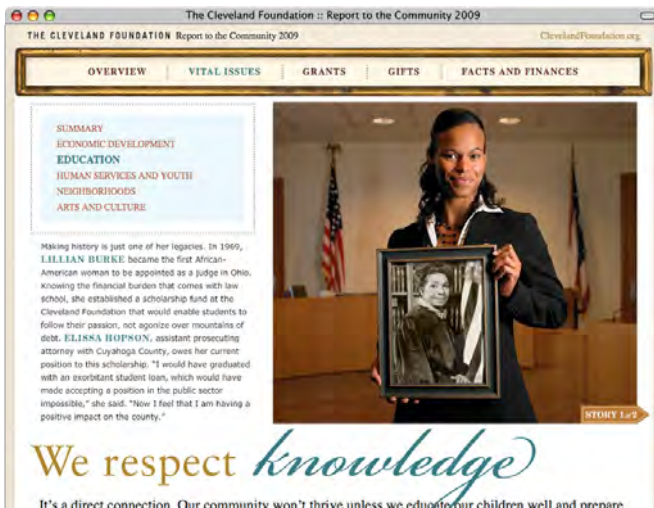 The Cleveland Foundation :: Report to the Community 2009
THE CLEVELAND FOUNDATION Report to the Community 2009
ClevelandFoundation.org
OVERVIEW VITAL ISSUES GRANTS GIFTS FACTS AND FINANCES
SUMMARY
ECONOMIC DEVELOPMENT
EDUCATION
HUMAN SERVICES AND YOUTH
NEIGHBORHOODS
ARTS AND CULTURE
Making history is just one of her legacies. In 1969,
LILLIAN BURKE became the first African-
American woman to be appointed as a judge in Ohio.
Knowing the financial burden that comes with law
school, she established a scholarship fund at the
Cleveland Foundation that would enable students to
follow their passion, not agonize over mountains of
debt. ELISSA HOPSON, assistant prosecuting
attorney with Cuyahoga County, owes her current
position to this scholarship. "I would have graduated
with an exorbitant student loan, which would have
made accepting a position in the public sector
impossible," she said. "Now I feel that I am having a
positive impact on the county."
STORY 1 of 2
We respect knowledge
It's a direct connection. Our community won't thrive unless we educate our children well and prepare